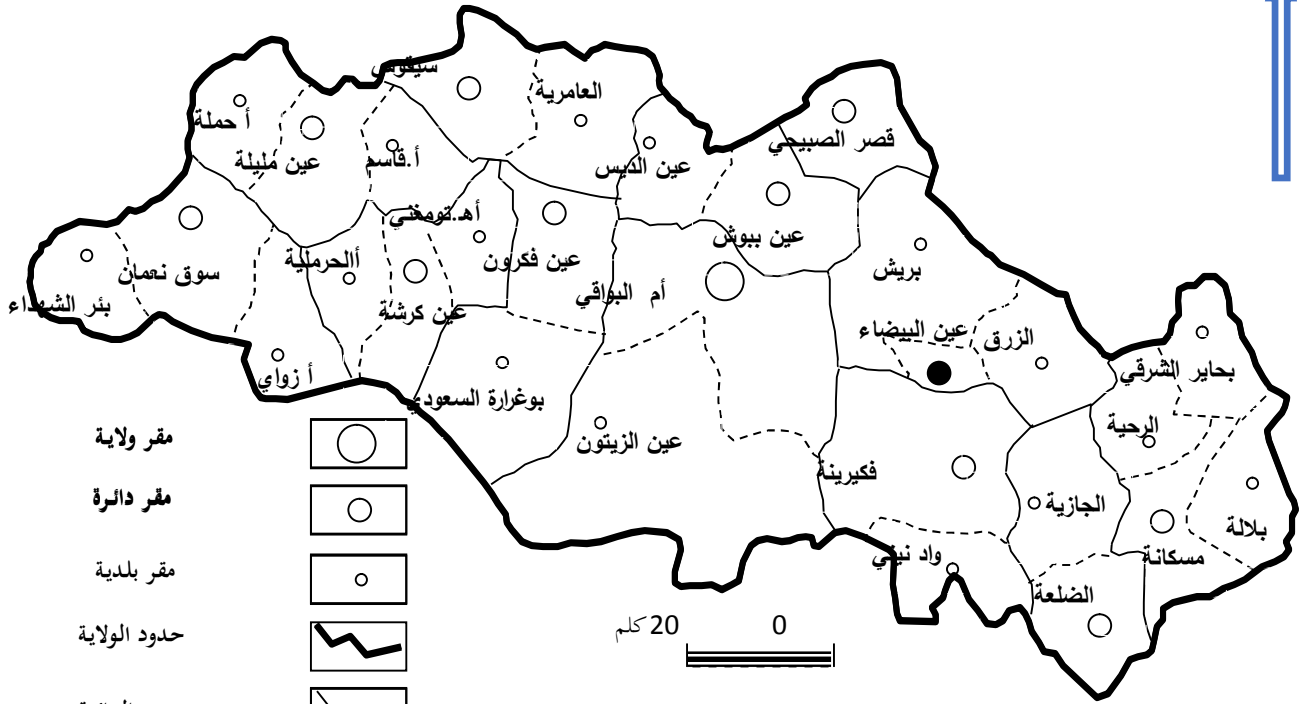 سيقوس
العامرية
أ حملة
قصر الصبيحي
عين مليلة
أ.قاسم
عين الديس
أهـ.تومغني
عين ببوش
أالحرملية
عين فكرون
سوق نعمان
بريش
أم البواقي
بئر الشهداء
عين كرشة
عين البيضاء
الزرق
بحاير الشرقي
أ زواي
بوغرارة السعودي
الرحية
عين الزيتون
فكيرينة
الجازية
بلالة
واد نيني
مسكانة
الضلعة
مقر ولاية
مقر دائرة
مقر بلدية
حدود الولاية
0
20 كلم